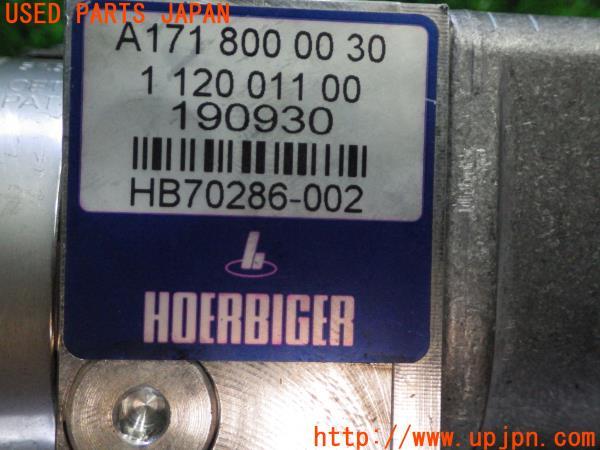 USED PARTS JAPAN
A171 800 00 30
1 120 011 00
190930
HB70286-002
HOERBIGER
http://www.upjpn.com